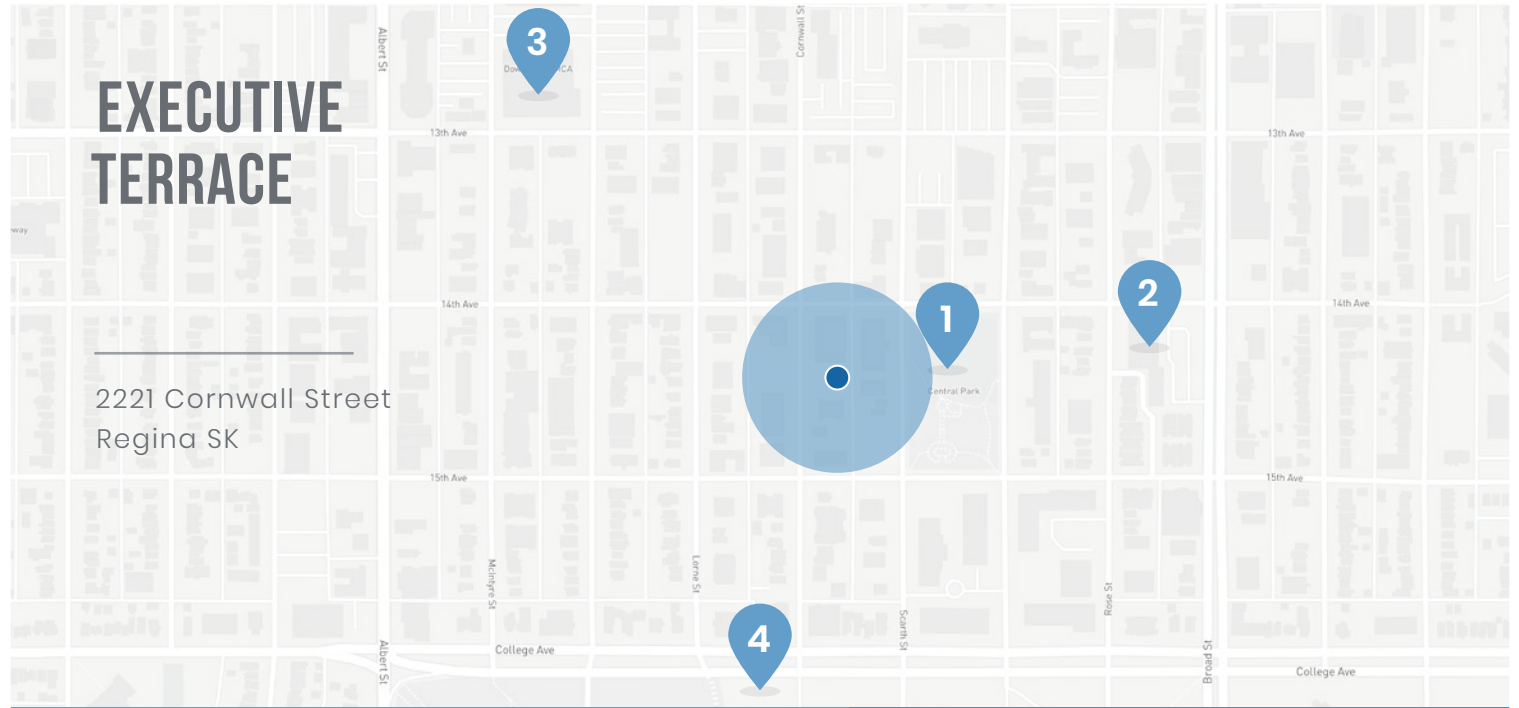 Albert St
Cornwall St
3
EXECUTIVE
TERRACE
13th Ave
13th Ave
way
14th Ave
14th Ave
2
1
2221 Cornwall Street
Regina SK
Central Park
15th Ave
15th Ave
McIntyre St
Lorne St
Rose St
Scarth St
4
Albert St
College Ave
Broad St
College Ave